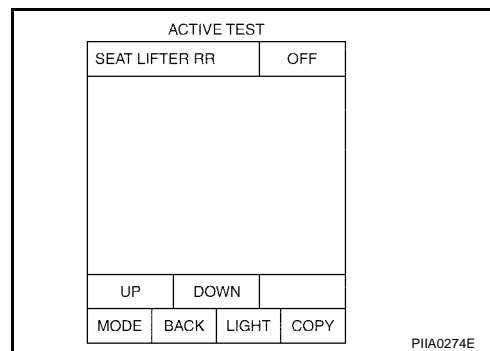 ACTIVE TEST
SEAT LIFTER RR OFF
UP DOWN
MODE BACK LIGHT COPY
PIIA0274E